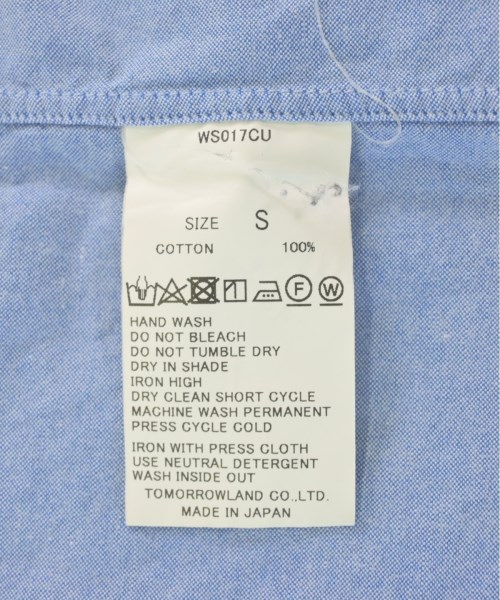 WS017CU
SIZE S
COTTON 100%
F W
HAND WASH
DO NOT BLEACH
DO NOT TUMBLE DRY
DRY IN SHADE
IRON HIGH
DRY CLEAN SHORT CYCLE
MACHINE WASH PERMANENT
PRESS CYCLE COLD
IRON WITH PRESS CLOTH
USE NEUTRAL DETERGENT
WASH INSIDE OUT
TOMORROWLAND CO.,LTD.
MADE IN JAPAN